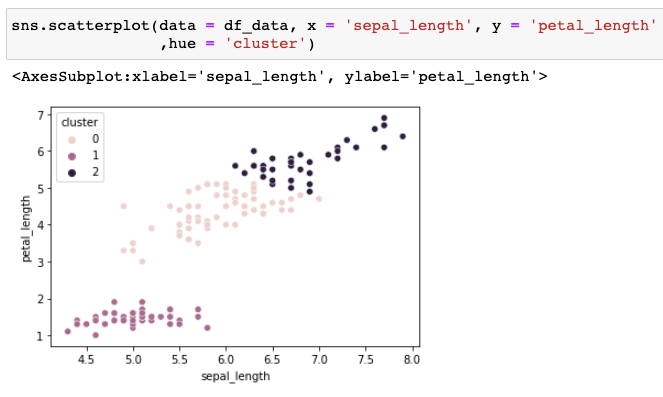 sns.scatterplot(data = df_data, x = 'sepal_length', y = 'petal_length'
,hue = 'cluster')
<AxesSubplot:xlabel='sepal_length', ylabel='petal_length'>
cluster
0
1
2
7
6
5
4
3
2
1
petal_length
4.5 5.0 5.5 6.0 6.5 7.0 7.5 8.0
sepal_length